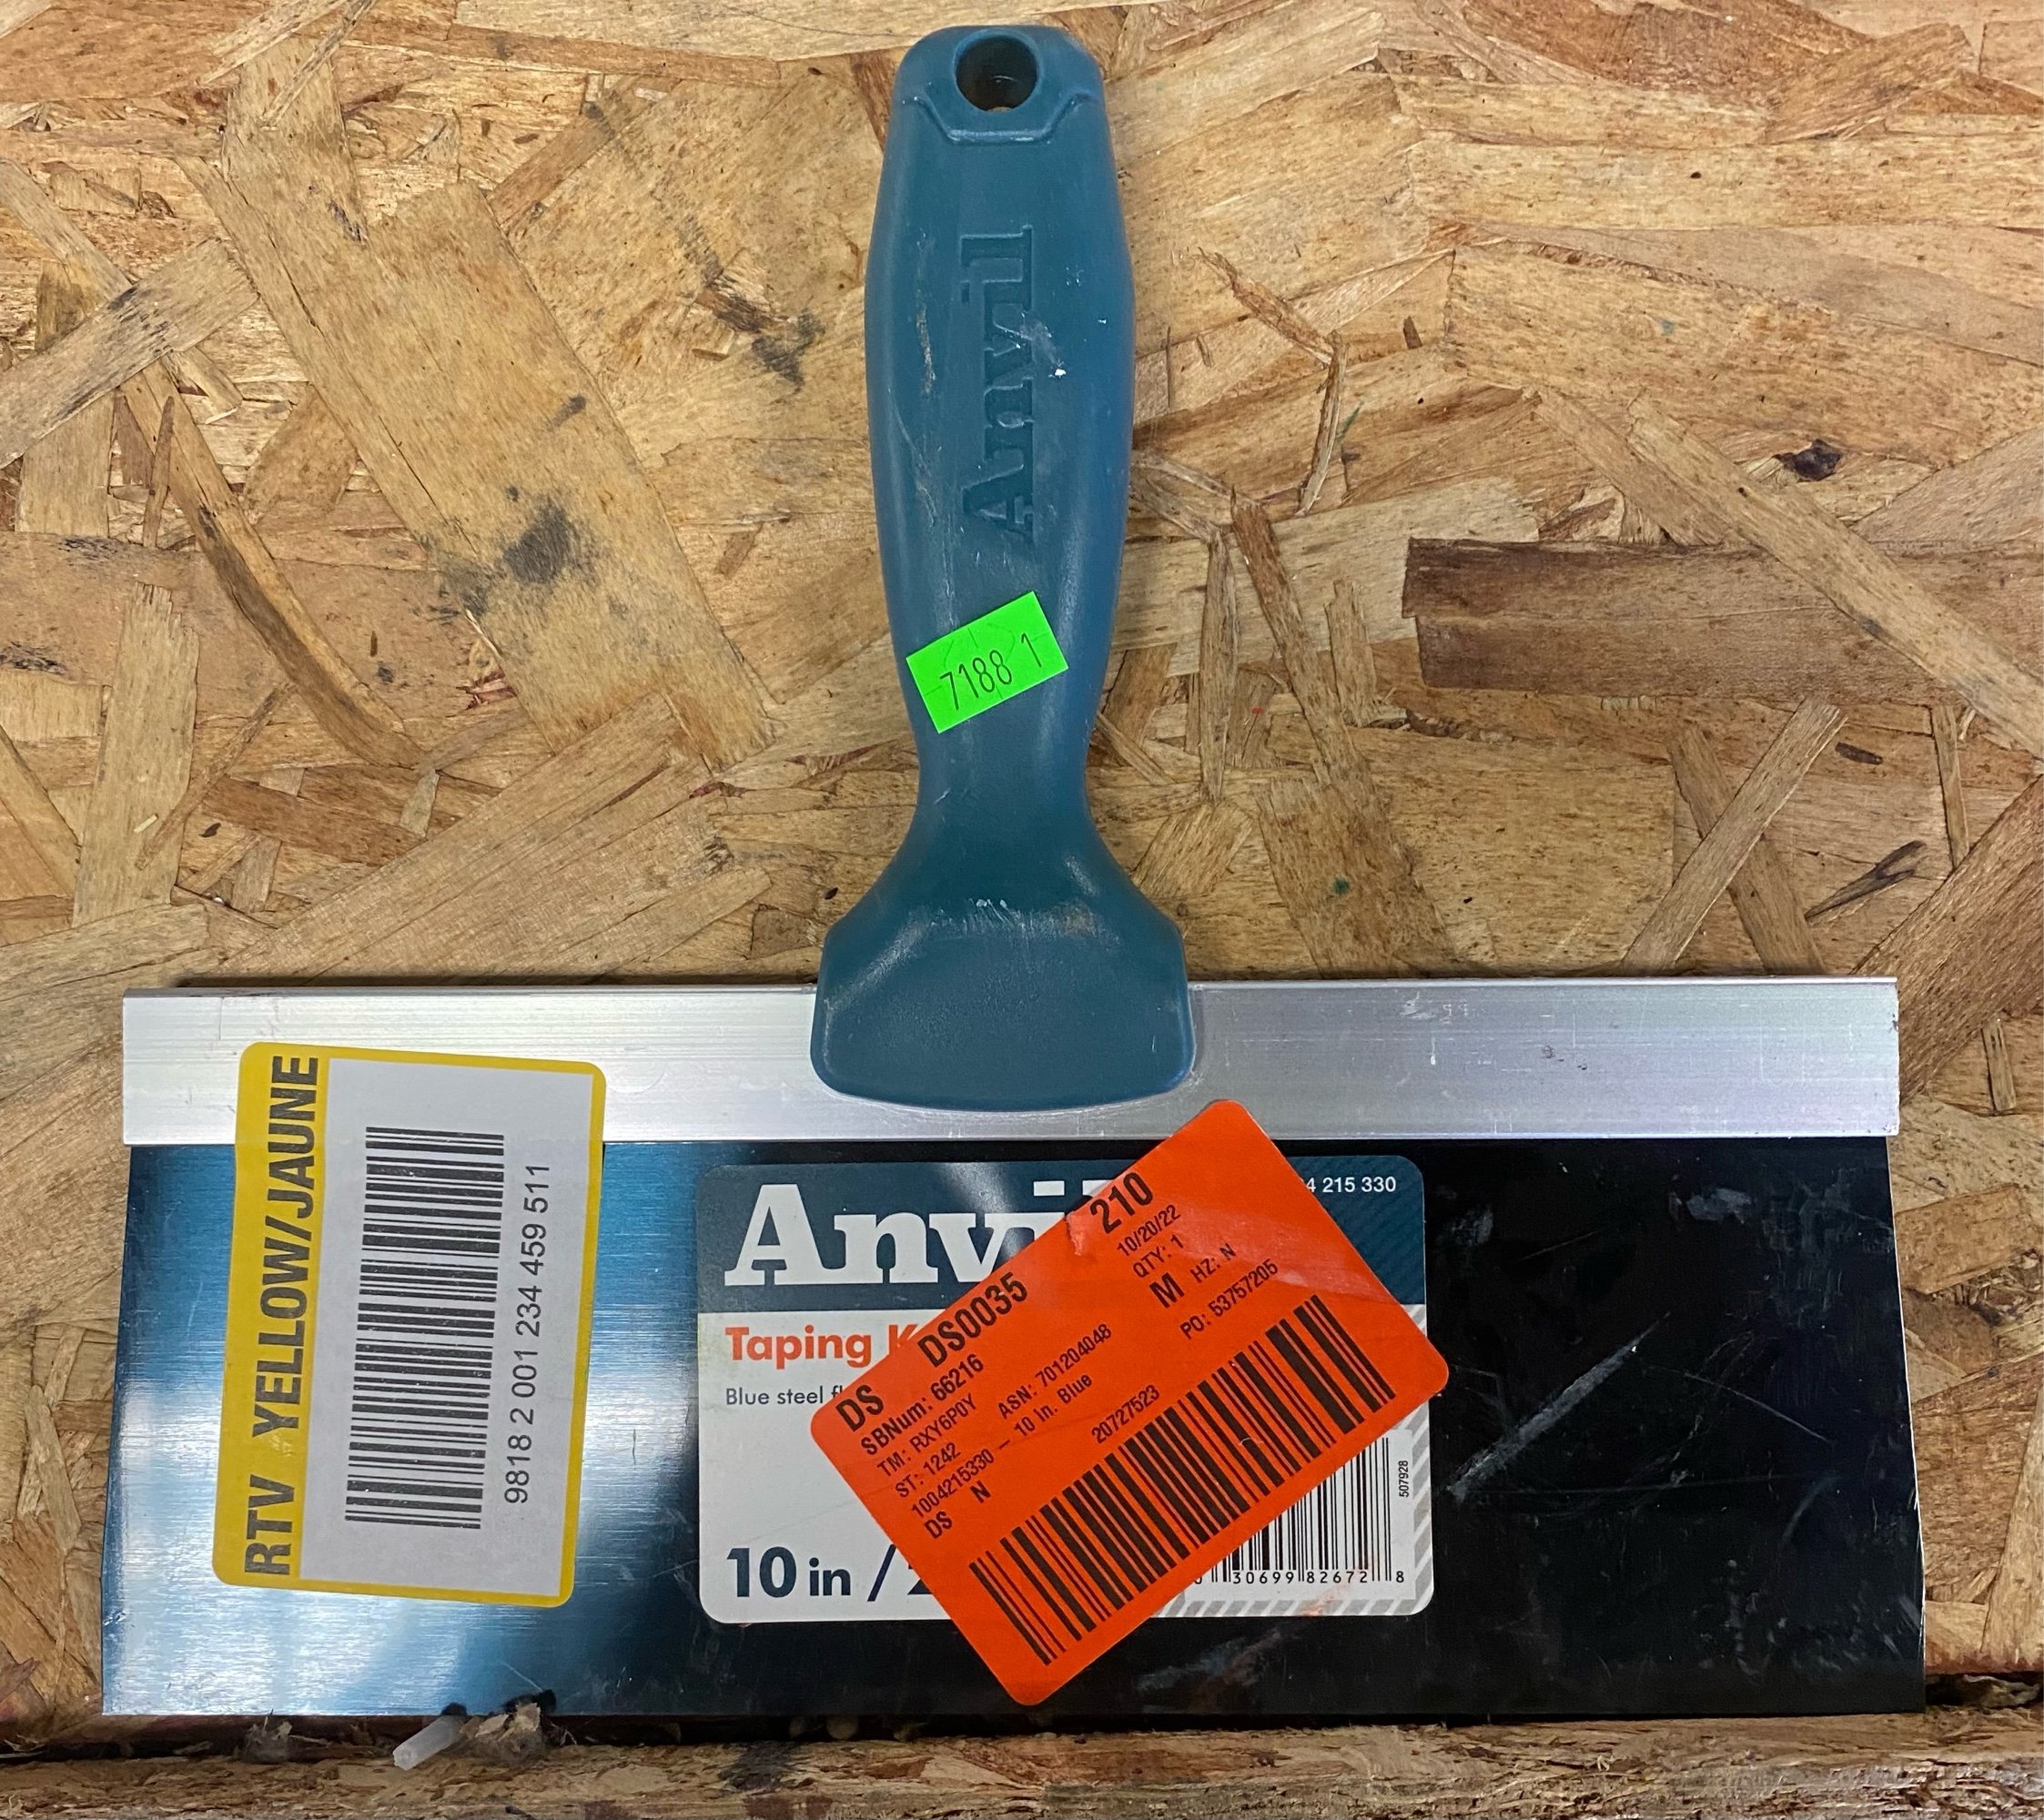 Anvil
7188 1
RTV YELLOW/JAUNE
9818 2 001 234 459 511
Anvi
4 215 330
Taping K
Blue steel fl
10 in /
507928
30699 82672 8
DS DS0035 210
SBNum: 66216 10/20/22
TM: RXY6P0Y QTY: 1
ST: 1242 ASN: 701204048 M HZ: N
1004215330 — 10 in. Blue PO: 53757205
DS N
20727523